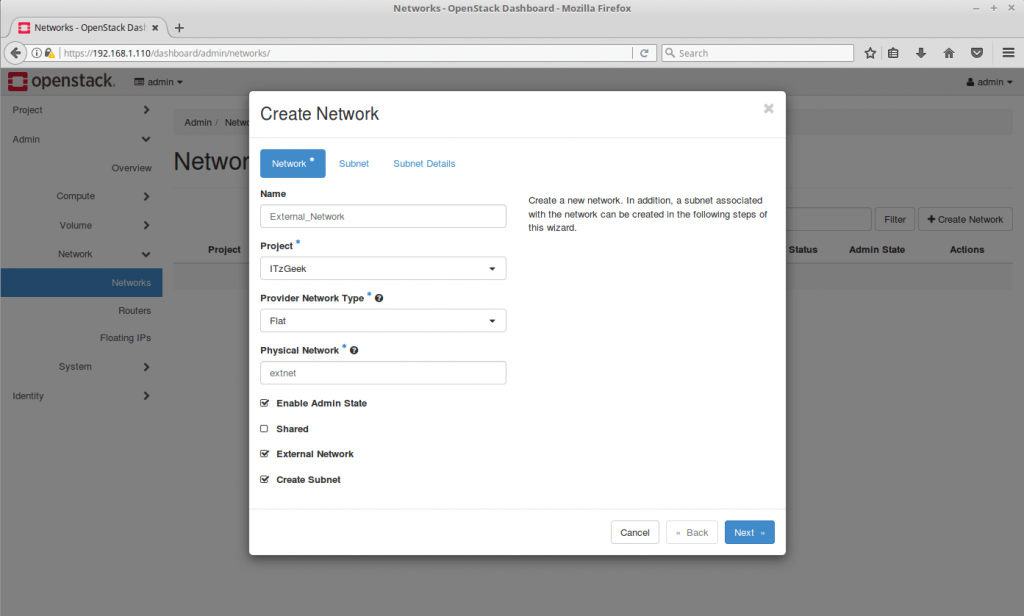 Networks - OpenStack Dashboard - Mozilla Firefox
Networks - OpenStack Das
https://192.168.1.110/dashboard/admin/networks/
Search
openstack.
admin
admin
Project
Admin
Overview
Compute
Volume
Network
Networks
Routers
Floating IPs
System
Identity
Admin / Netwo
Networ
Filter
+ Create Network
Project
Status
Admin State
Actions
Create Network
×
Network *
Subnet
Subnet Details
Name
External_Network
Project *
ITzGeek
Provider Network Type * ?
Flat
Physical Network * ?
extnet
Enable Admin State
Shared
External Network
Create Subnet
Create a new network. In addition, a subnet associated
with the network can be created in the following steps of
this wizard.
Cancel
« Back
Next »